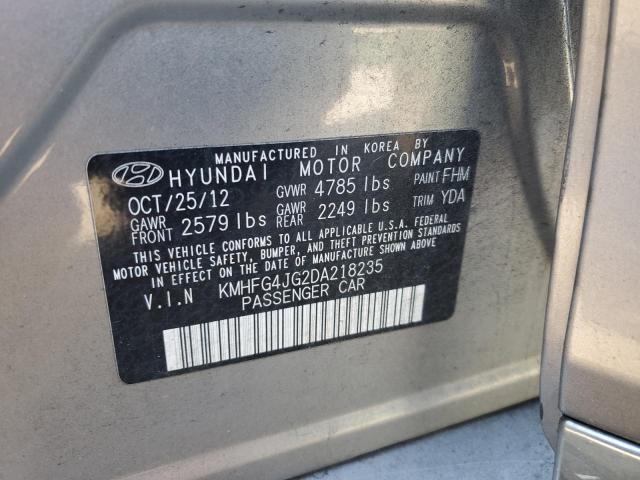 MANUFACTURED IN KOREA BY
HYUNDAI MOTOR COMPANY
OCT/25/12 GVWR 4785 lbs PAINT FHM
GAWR FRONT 2579 lbs GAWR REAR 2249 lbs TRIM YDA
THIS VEHICLE CONFORMS TO ALL APPLICABLE U.S.A. FEDERAL
MOTOR VEHICLE SAFETY, BUMPER, AND THEFT PREVENTION STANDARDS
IN EFFECT ON THE DATE OF MANUFACTURE SHOWN ABOVE
V.I.N KMHFG4JG2DA218235
PASSENGER CAR